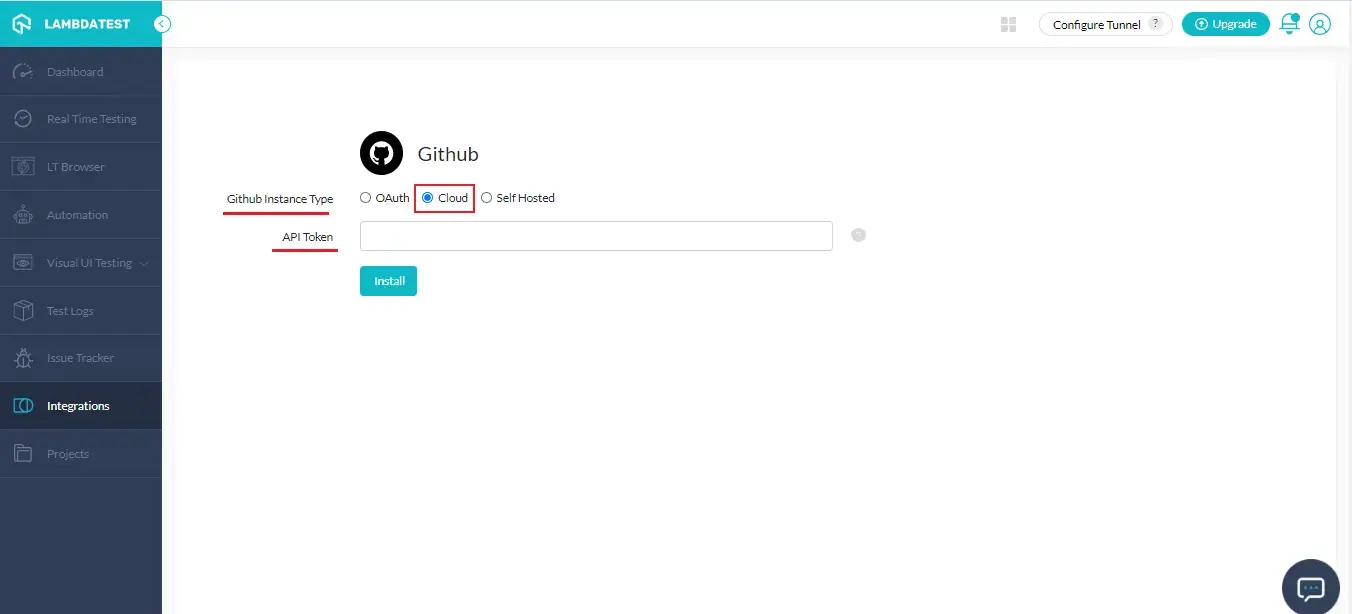 LAMBDATEST
Configure Tunnel ?
Upgrade
Dashboard
Real Time Testing
LT Browser
Automation
Visual UI Testing
Test Logs
Issue Tracker
Integrations
Projects
Github
Github Instance Type
OAuth Cloud Self Hosted
API Token
?
Install